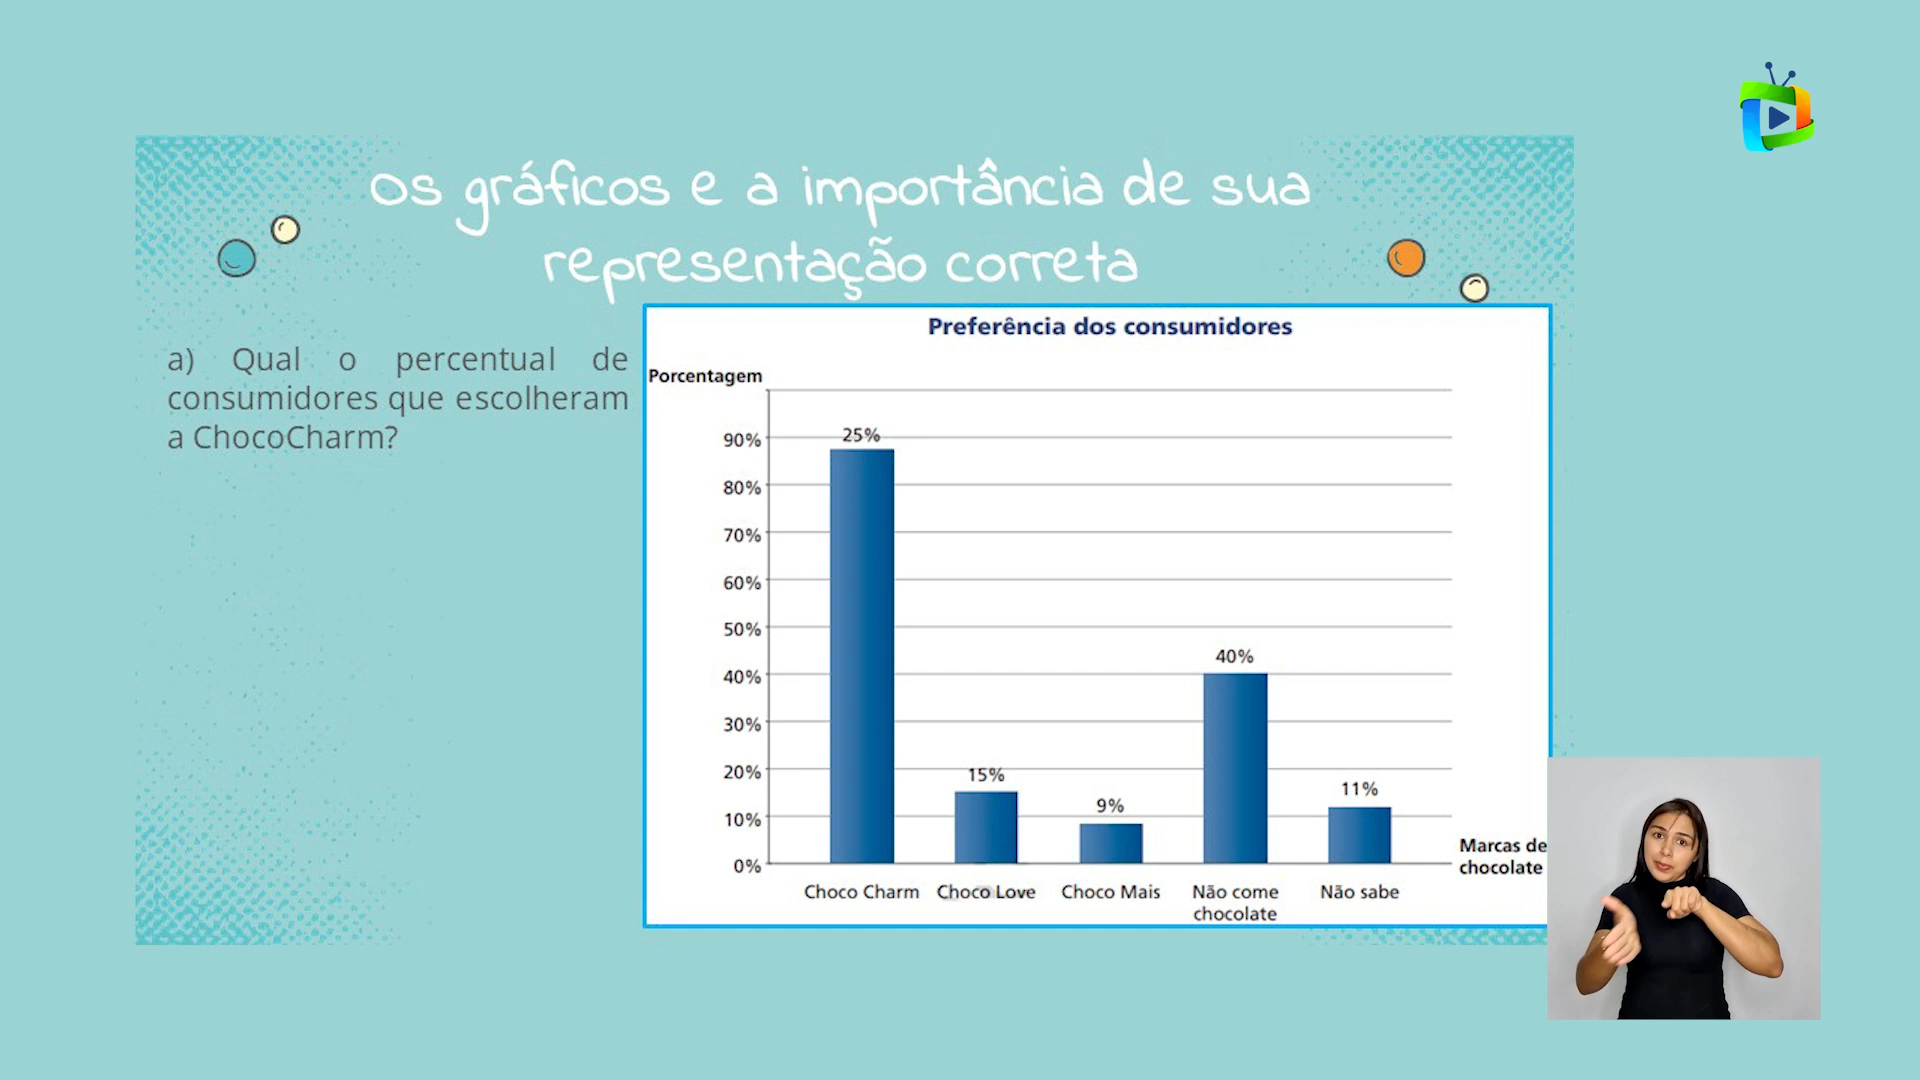 Os gráficos e a importância de sua
representação correta
a) Qual o percentual de
consumidores que escolheram
a ChocoCharm?
Preferência dos consumidores
Porcentagem
90%
80%
70%
60%
50%
40%
30%
20%
10%
0%
25%
15%
9%
40%
11%
Choco Charm
Choco Love
Choco Mais
Não come
chocolate
Não sabe
Marcas de
chocolate